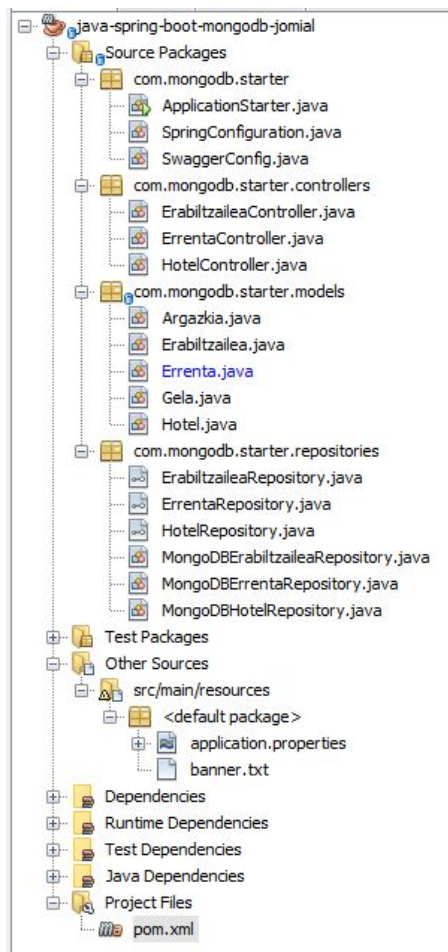 java-spring-boot-mongodb-jomial
Source Packages
com.mongodb.starter
ApplicationStarter.java
SpringConfiguration.java
SwaggerConfig.java
com.mongodb.starter.controllers
ErabiltzaileaController.java
ErrentaController.java
HotelController.java
com.mongodb.starter.models
Argazkia.java
Erabiltzailea.java
Errenta.java
Gela.java
Hotel.java
com.mongodb.starter.repositories
ErabiltzaileaRepository.java
ErrentaRepository.java
HotelRepository.java
MongoDBErabiltzaileaRepository.java
MongoDBErrentaRepository.java
MongoDBHotelRepository.java
Test Packages
Other Sources
src/main/resources
<default package>
application.properties
banner.txt
Dependencies
Runtime Dependencies
Test Dependencies
Java Dependencies
Project Files
pom.xml